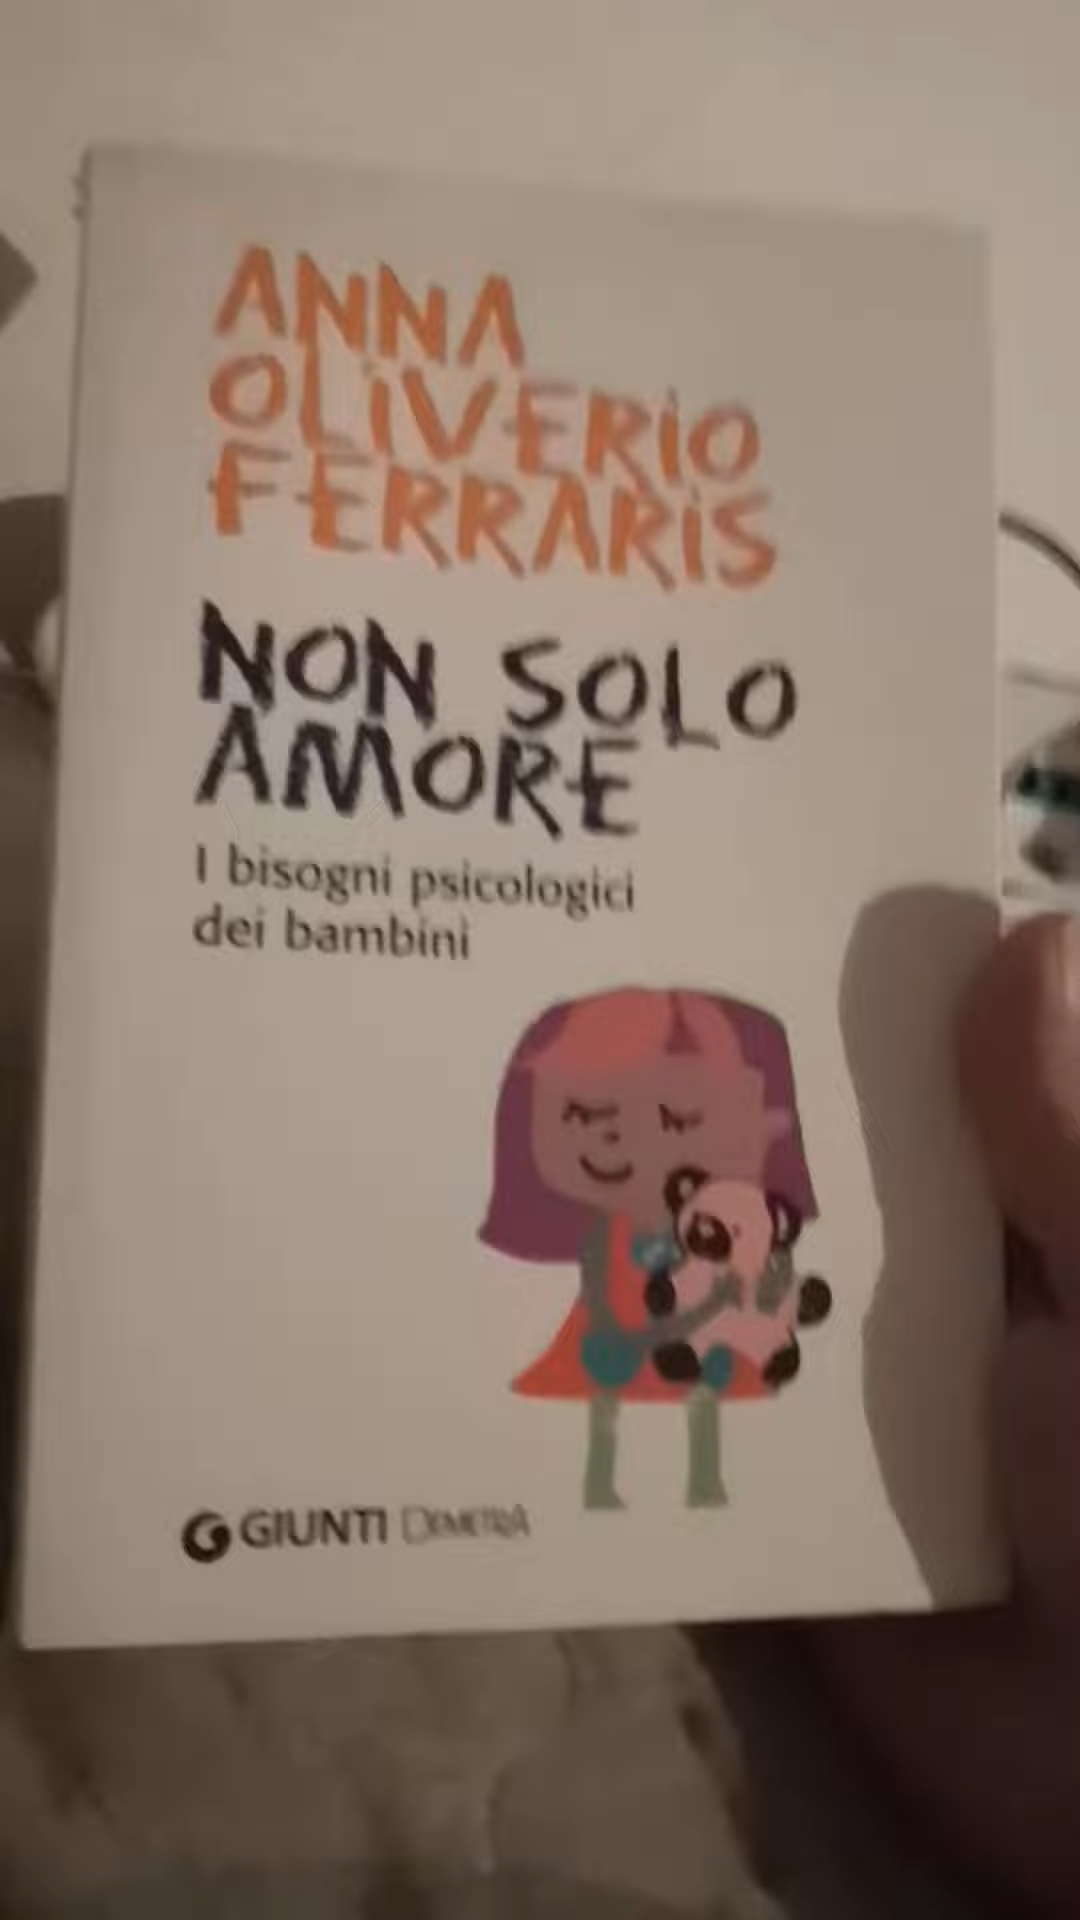 ANNA
OLIVERIO
FERRARIS
NON SOLO
AMORE
I bisogni psicologici
dei bambini
GIUNTI DEMETRA